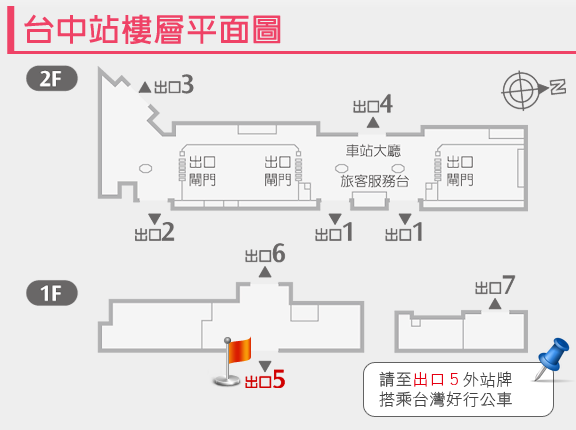 台中站樓層平面圖
2F
出口3
出口4
N
車站大廳
出口
閘門
出口
閘門
出口
閘門
旅客服務台
出口2
出口1
出口1
出口6
1F
出口7
出口5
請至出口 5 外站牌
搭乘台灣好行公車